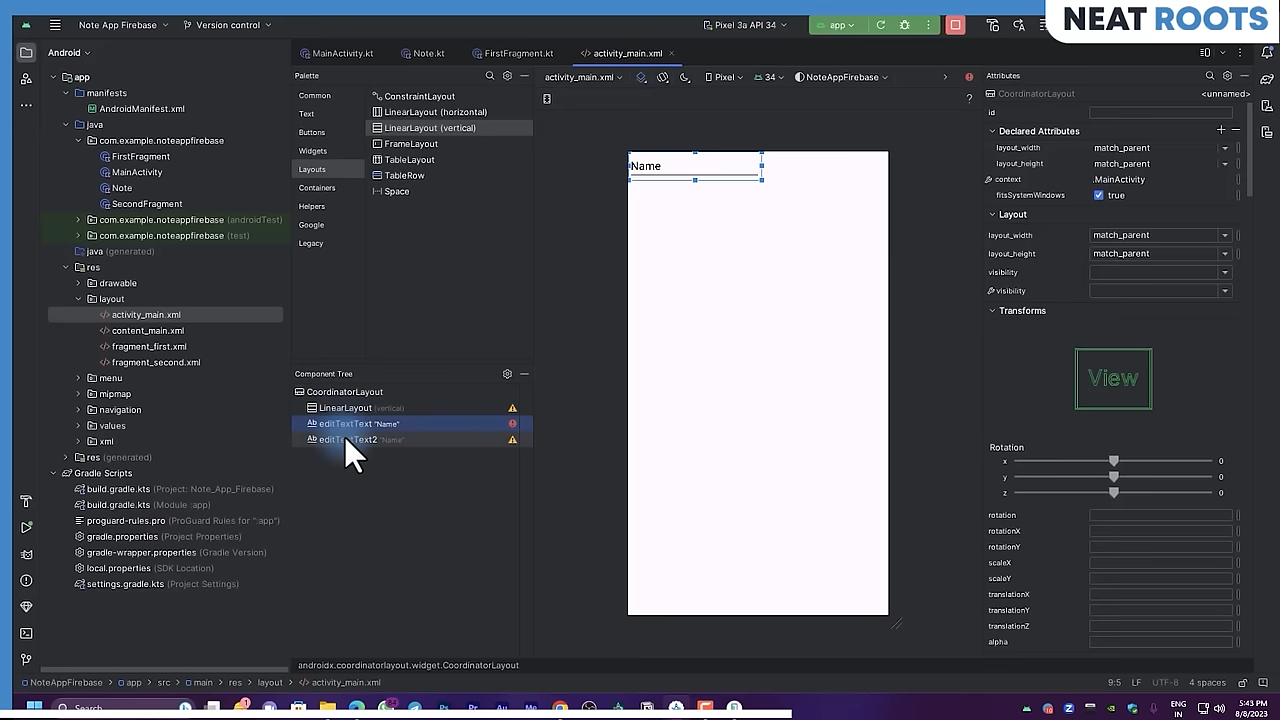 NEAT ROOTS
Note App Firebase
Version control
Pixel 3a API 34
app
Android
MainActivity.kt
Note.kt
FirstFragment.kt
activity_main.xml
app
manifests
AndroidManifest.xml
java
com.example.noteappfirebase
FirstFragment
MainActivity
Note
SecondFragment
com.example.noteappfirebase (androidTest)
com.example.noteappfirebase (test)
java (generated)
res
drawable
layout
activity_main.xml
content_main.xml
fragment_first.xml
fragment_second.xml
menu
mipmap
navigation
values
xml
res (generated)
Gradle Scripts
build.gradle.kts (Project: Note_App_Firebase)
build.gradle.kts (Module :app)
proguard-rules.pro (ProGuard Rules for ":app")
gradle.properties (Project Properties)
gradle-wrapper.properties (Gradle Version)
local.properties (SDK Location)
settings.gradle.kts (Project Settings)
Palette
Common
Text
Buttons
Widgets
Layouts
Containers
Helpers
Google
Legacy
ConstraintLayout
LinearLayout (horizontal)
LinearLayout (vertical)
FrameLayout
TableLayout
TableRow
Space
Component Tree
CoordinatorLayout
LinearLayout (vertical)
editTextText "Name"
editTextText2 "Name"
activity_main.xml
Pixel
34
NoteAppFirebase
?
Name
Attributes
CoordinatorLayout <unnamed>
id
Declared Attributes
layout_width match_parent
layout_height match_parent
context .MainActivity
fitsSystemWindows true
Layout
layout_width match_parent
layout_height match_parent
visibility
visibility
Transforms
View
Rotation
x 0
y 0
z 0
rotation
rotationX
rotationY
scaleX
scaleY
translationX
translationY
translationZ
alpha
androidx.coordinatorlayout.widget.CoordinatorLayout
NoteAppFirebase
app
src
main
res
layout
activity_main.xml
9:5 LF UTF-8 4 spaces
Search
ENG
IN
5:43 PM
8/8/2023